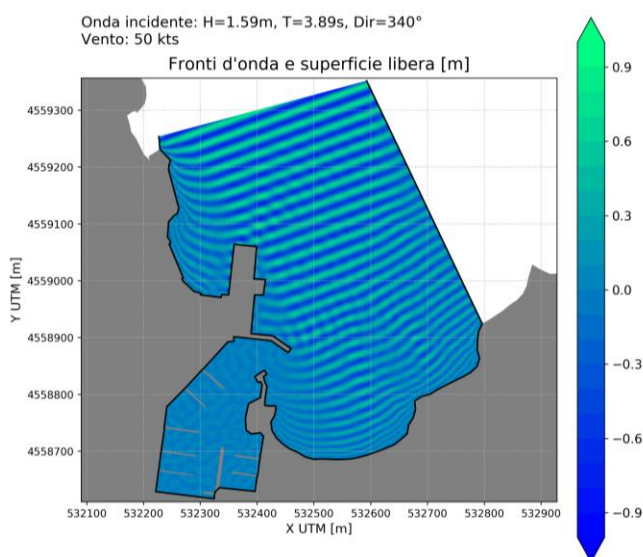 Onda incidente: H=1.59m, T=3.89s, Dir=340°
Vento: 50 kts
Fronti d'onda e superficie libera [m]
Y UTM [m]
4559300
4559200
4559100
4559000
4558900
4558800
4558700
532100 532200 532300 532400 532500 532600 532700 532800 532900
X UTM [m]
0.9
0.6
0.3
0.0
−0.3
−0.6
−0.9